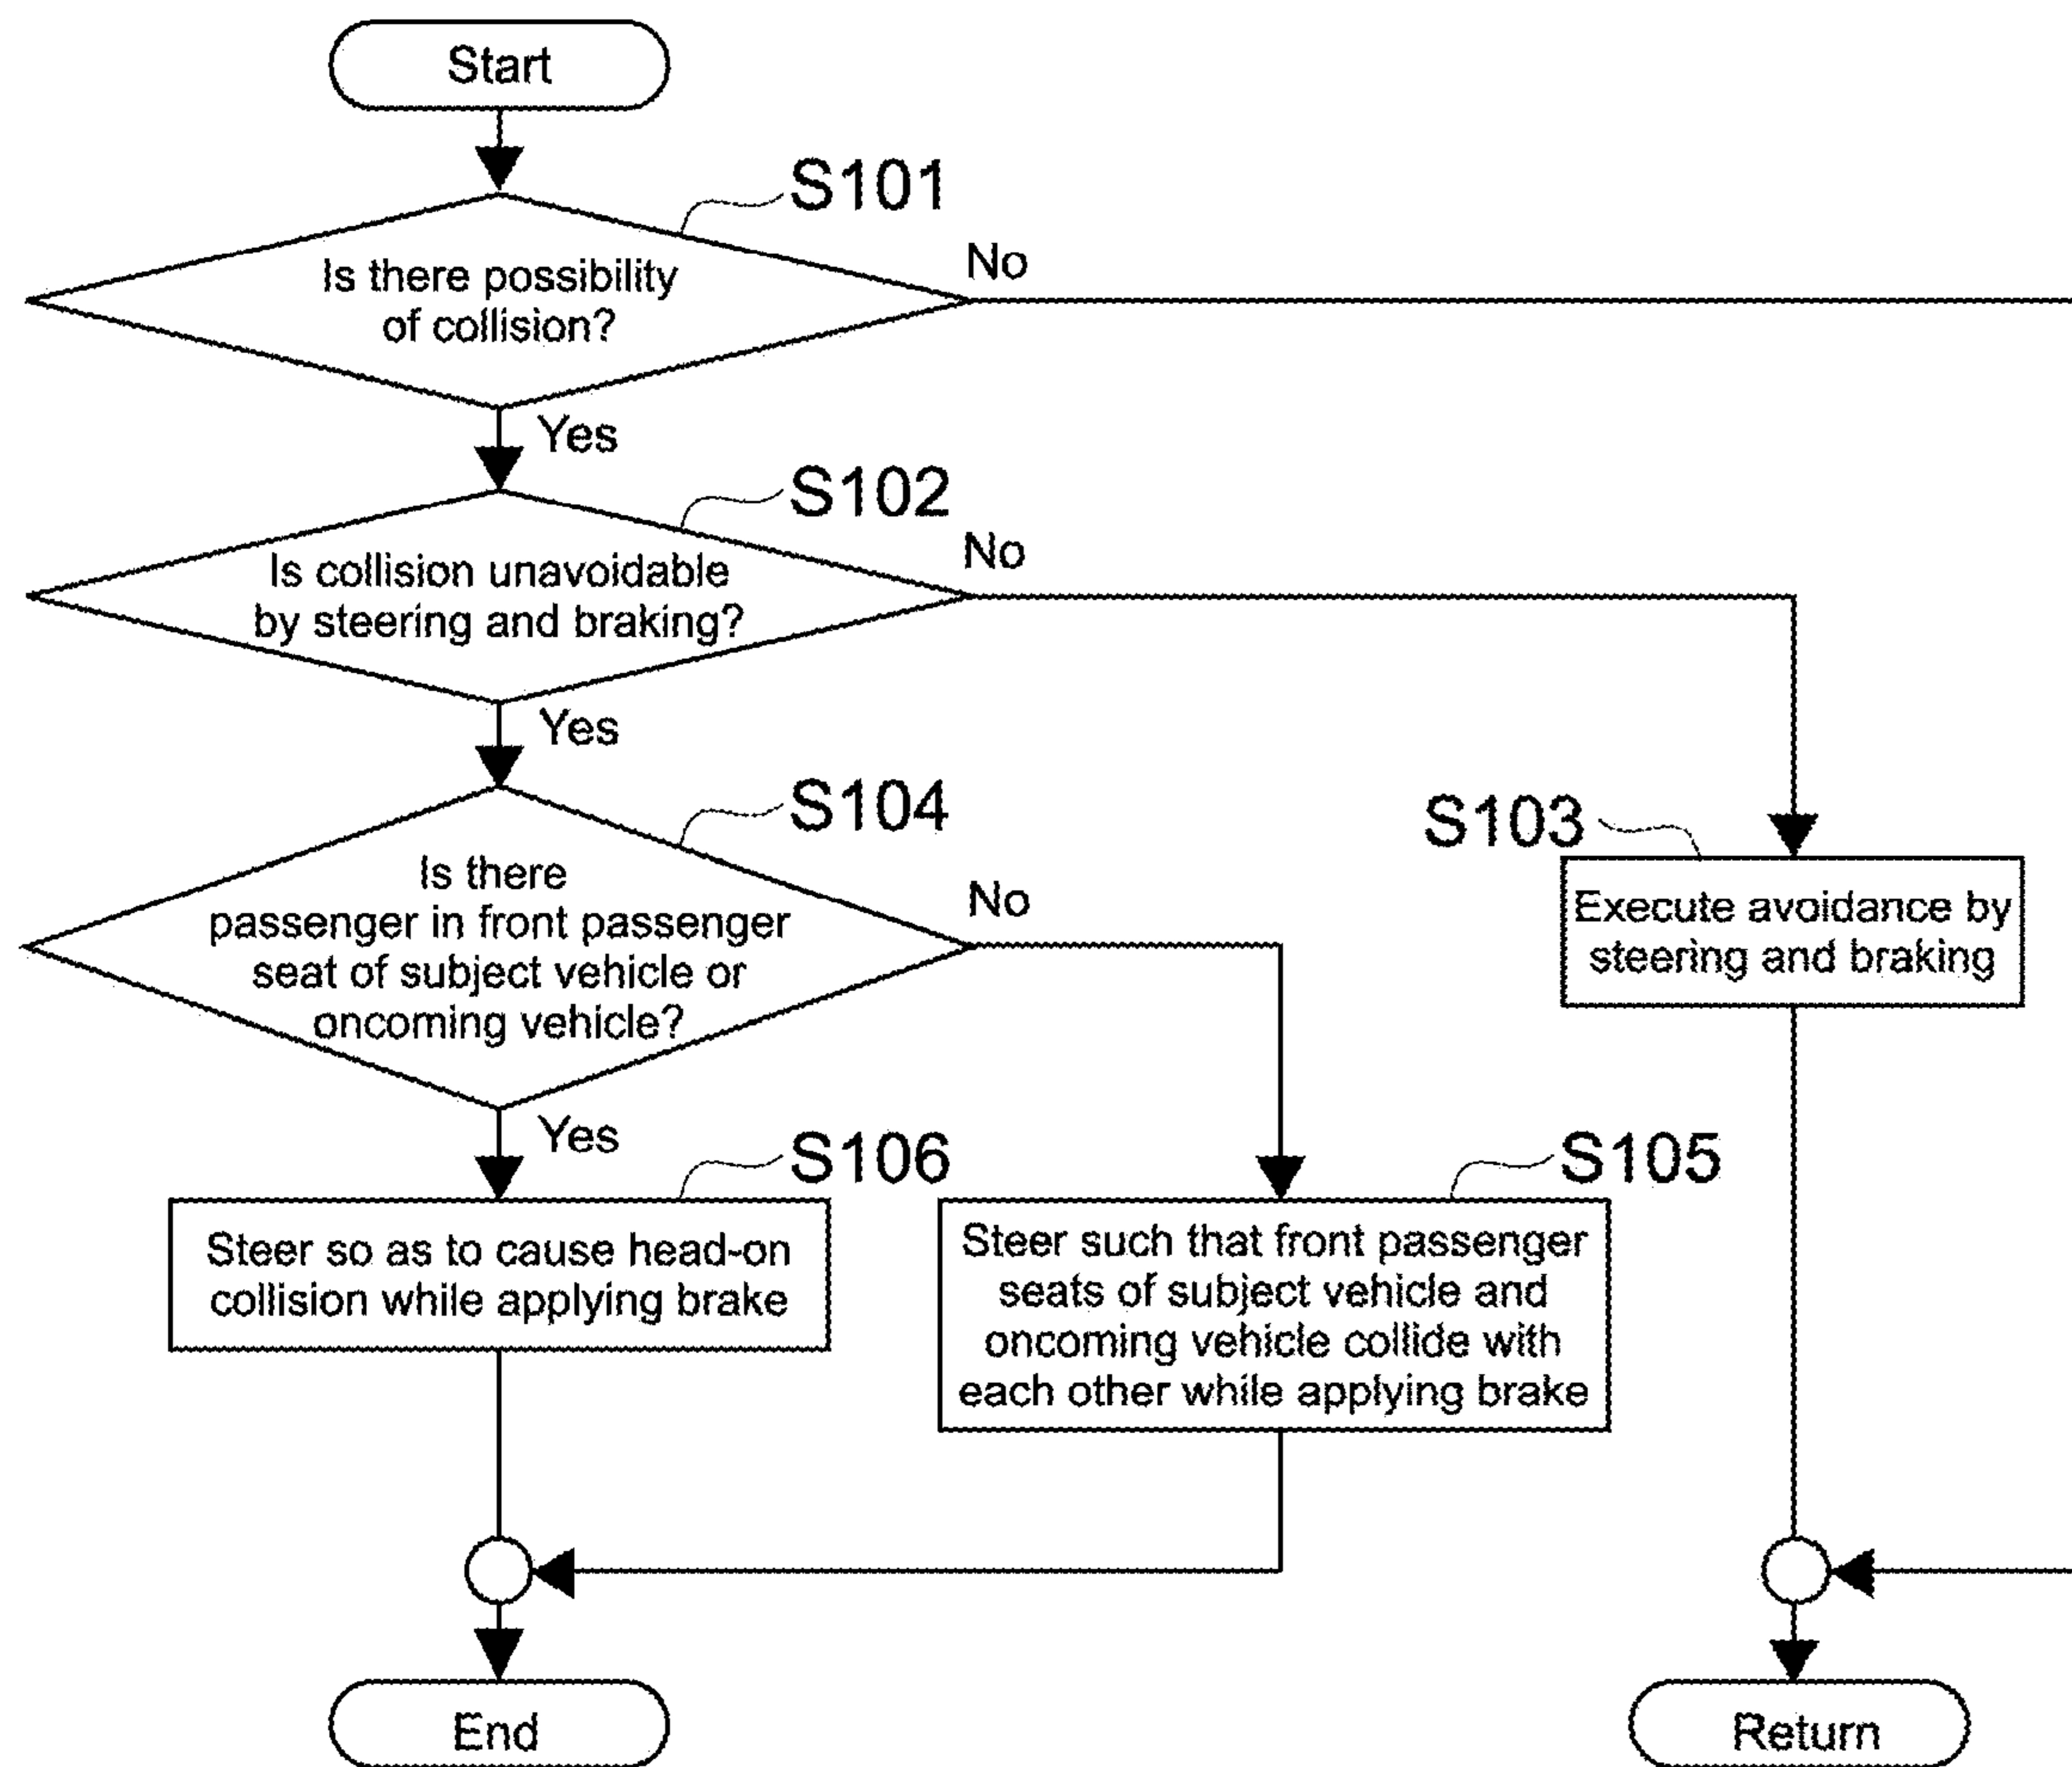 Start
S101
Is there possibility
of collision?
No
Yes
S102
Is collision unavoidable
by steering and braking?
No
Yes
S104
Is there
passenger in front passenger
seat of subject vehicle or
oncoming vehicle?
No
Yes
S103
Execute avoidance by
steering and braking
S106
Steer so as to cause head-on
collision while applying brake
S105
Steer such that front passenger
seats of subject vehicle and
oncoming vehicle collide with
each other while applying brake
End
Return